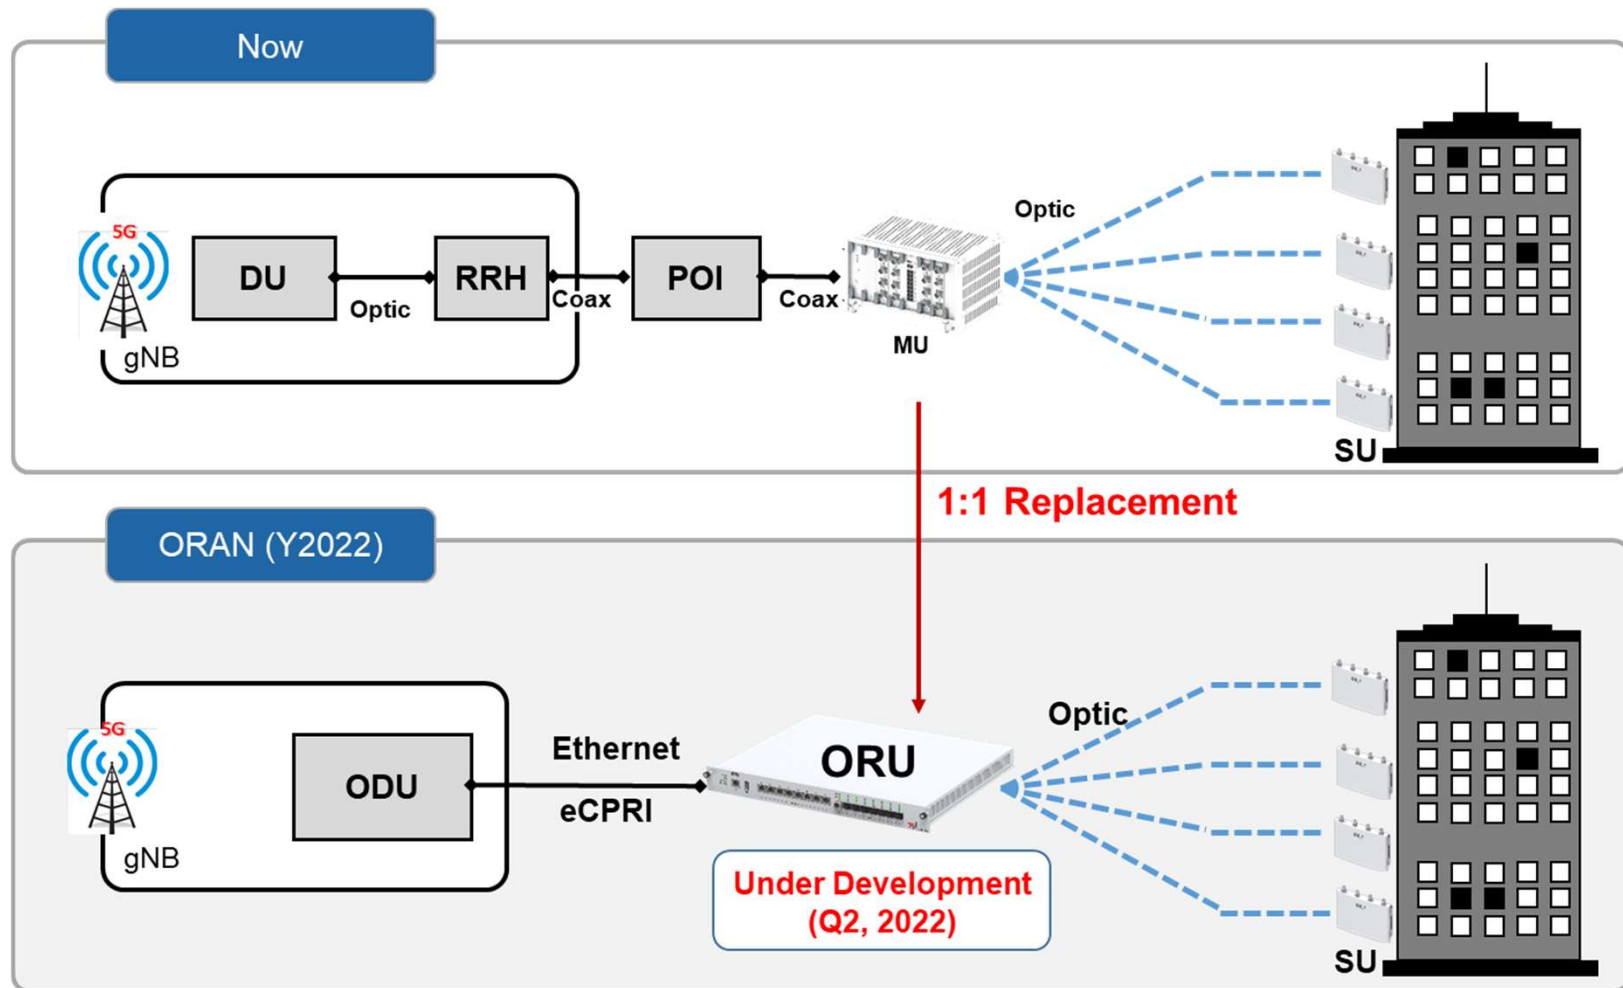 Now
5G
gNB
DU
Optic
RRH
Coax
POI
Coax
MU
Optic
SU
1:1 Replacement
ORAN (Y2022)
5G
gNB
ODU
Ethernet
eCPRI
ORU
Optic
Under Development
(Q2, 2022)
SU